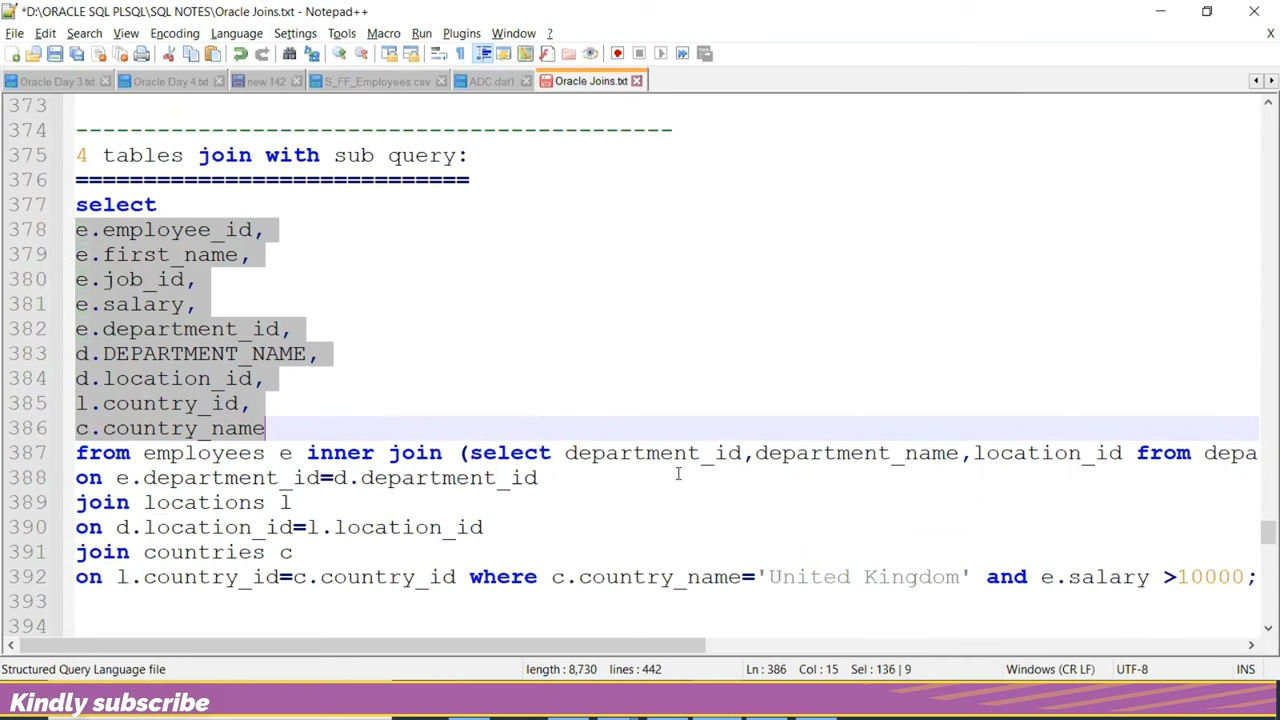 *D:\ORACLE SQL PLSQL\SQL NOTES\Oracle Joins.txt - Notepad++
File Edit Search View Encoding Language Settings Tools Macro Run Plugins Window ? X
Oracle Day 3.txt Oracle Day 4.txt new 142 S_FF_Employees.csv ADC.dat1 Oracle Joins.txt
373
374 --------------------------------------------
375 4 tables join with sub query:
376 =============================
377 select
378 e.employee_id,
379 e.first_name,
380 e.job_id,
381 e.salary,
382 e.department_id,
383 d.DEPARTMENT_NAME,
384 d.location_id,
385 l.country_id,
386 c.country_name
387 from employees e inner join (select department_id,department_name,location_id from depa
388 on e.department_id=d.department_id
389 join locations l
390 on d.location_id=l.location_id
391 join countries c
392 on l.country_id=c.country_id where c.country_name='United Kingdom' and e.salary >10000;
393
394
Structured Query Language file length : 8,730 lines : 442 Ln : 386 Col : 15 Sel : 136 | 9 Windows (CR LF) UTF-8 INS
Kindly subscribe